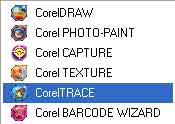 CorelDRAW
Corel PHOTO-PAINT
Corel CAPTURE
Corel TEXTURE
CorelTRACE
Corel BARCODE WIZARD